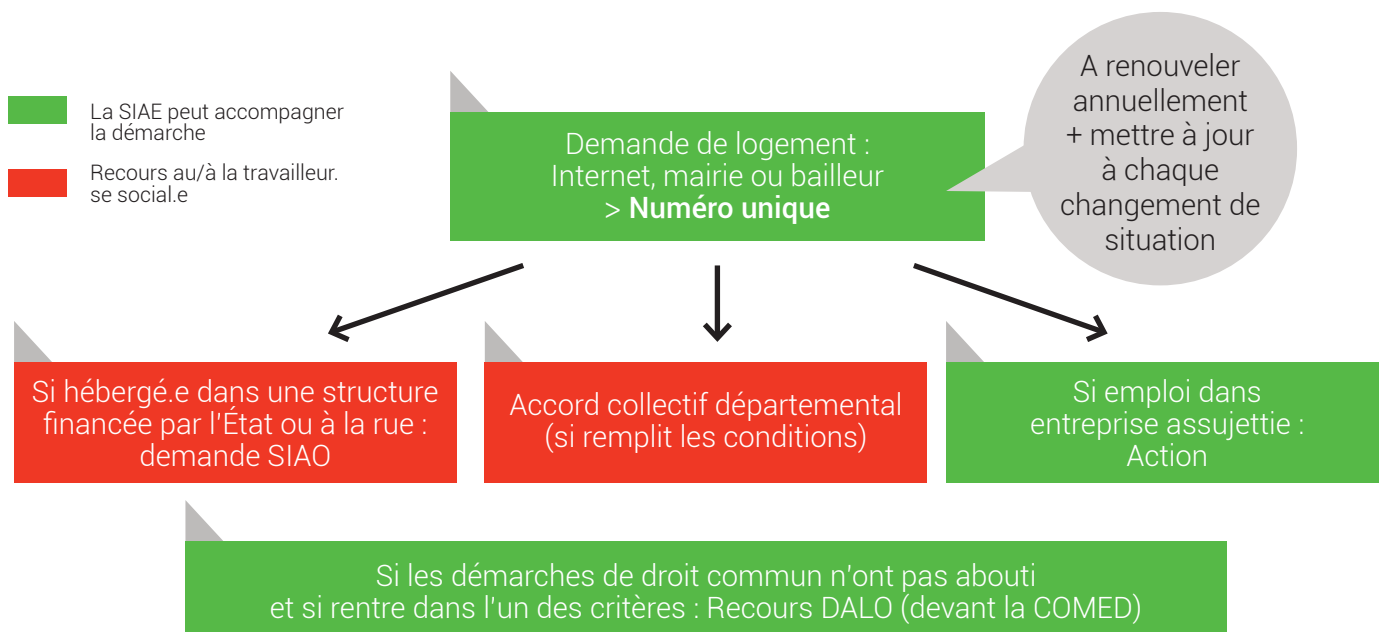 La SIAE peut accompagner
la démarche
Recours au/à la travailleur.
se social.e
Demande de logement :
Internet, mairie ou bailleur
> Numéro unique
A renouveler
annuellement
+ mettre à jour
à chaque
changement de
situation
Si hébergé.e dans une structure
financée par l'État ou à la rue :
demande SIAO
Accord collectif départemental
(si remplit les conditions)
Si emploi dans
entreprise assujettie :
Action
Si les démarches de droit commun n'ont pas abouti
et si rentre dans l'un des critères : Recours DALO (devant la COMED)